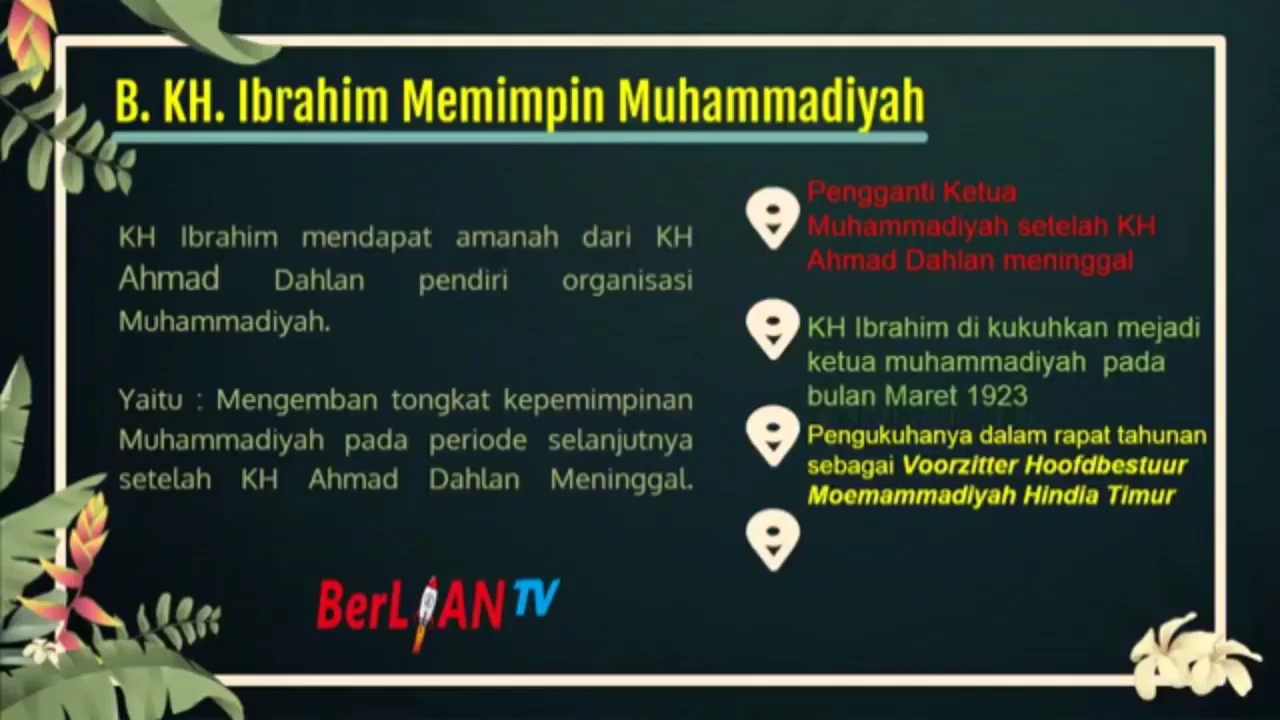 B. KH. Ibrahim Memimpin Muhammadiyah
KH Ibrahim mendapat amanah dari KH
Ahmad Dahlan pendiri organisasi
Muhammadiyah.
Yaitu : Mengemban tongkat kepemimpinan
Muhammadiyah pada periode selanjutnya
setelah KH Ahmad Dahlan Meninggal.
Pengganti Ketua
Muhammadiyah setelah KH
Ahmad Dahlan meninggal
KH Ibrahim di kukuhkan mejadi
ketua muhammadiyah pada
bulan Maret 1923
Pengukuhanya dalam rapat tahunan
sebagai Voorzitter Hoofdbestuur
Moemammadiyah Hindia Timur
BerLIAN TV